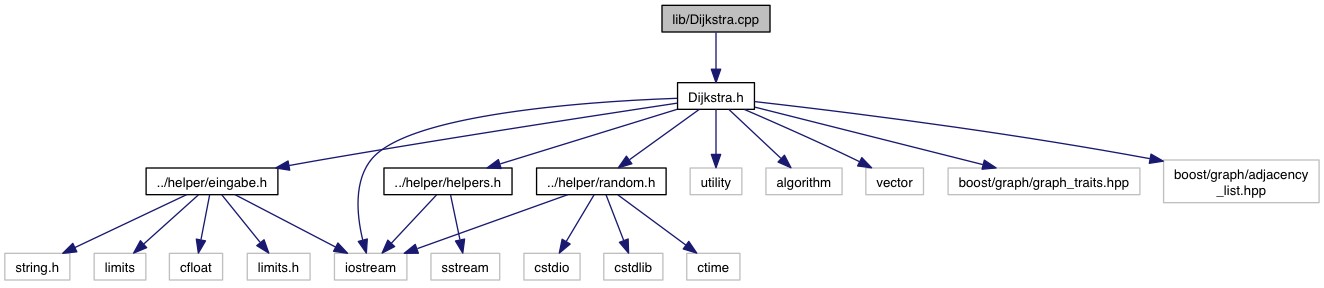 lib/Dijkstra.cpp
Dijkstra.h
../helper/eingabe.h
../helper/helpers.h
../helper/random.h
utility
algorithm
vector
boost/graph/graph_traits.hpp
boost/graph/adjacency
_list.hpp
string.h
limits
cfloat
limits.h
iostream
sstream
cstdio
cstdlib
ctime